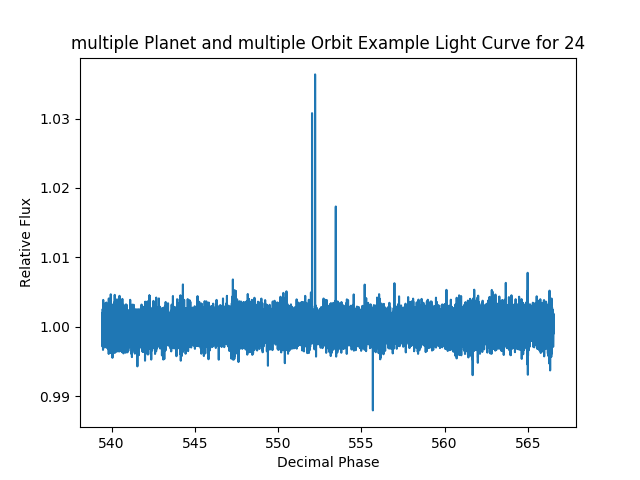 multiple Planet and multiple Orbit Example Light Curve for 24
Relative Flux
1.03
1.02
1.01
1.00
0.99
540 545 550 555 560 565
Decimal Phase